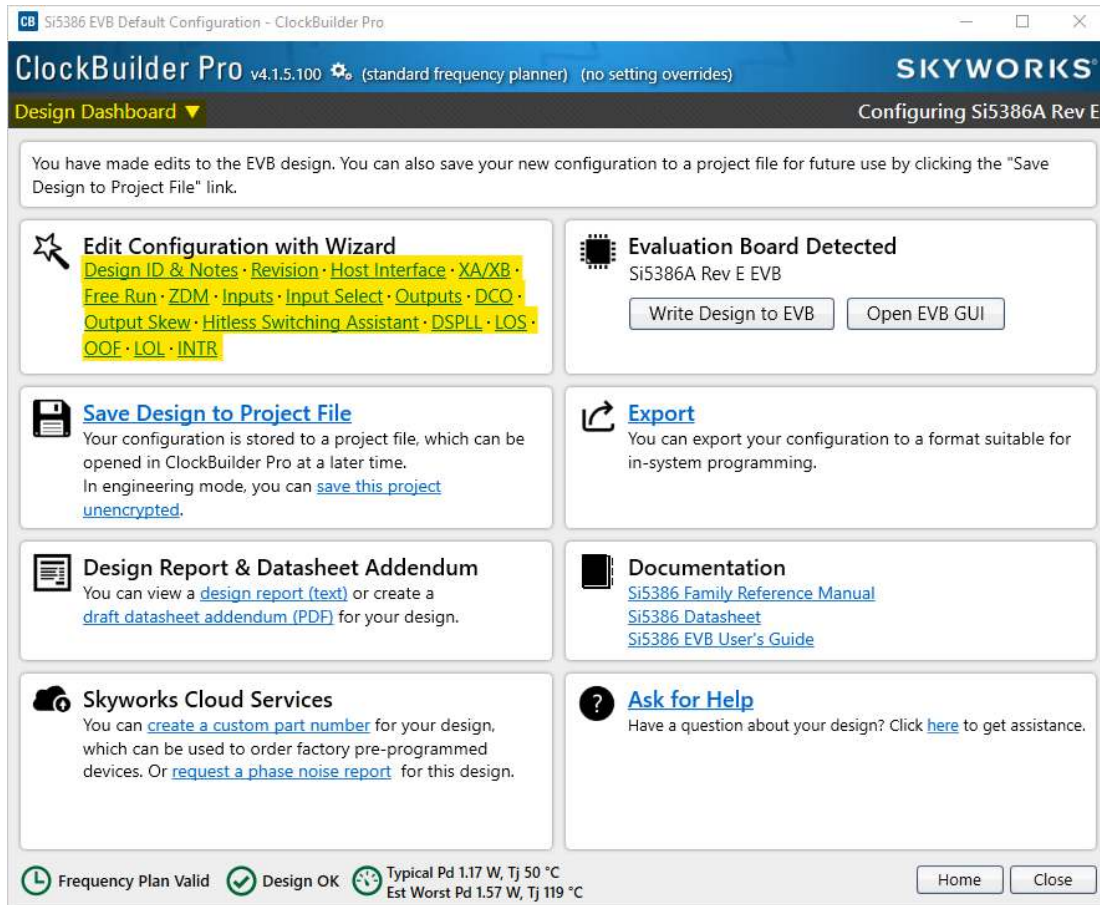 CB Si5386 EVB Default Configuration - ClockBuilder Pro
ClockBuilder Pro v4.1.5.100 (standard frequency planner) (no setting overrides) SKYWORKS®
Design Dashboard ▼ Configuring Si5386A Rev E
You have made edits to the EVB design. You can also save your new configuration to a project file for future use by clicking the "Save
Design to Project File" link.
Edit Configuration with Wizard
Design ID & Notes · Revision · Host Interface · XA/XB ·
Free Run · ZDM · Inputs · Input Select · Outputs · DCO ·
Output Skew · Hitless Switching Assistant · DSPLL · LOS ·
OOF · LOL · INTR
Evaluation Board Detected
Si5386A Rev E EVB
Write Design to EVB Open EVB GUI
Save Design to Project File
Your configuration is stored to a project file, which can be
opened in ClockBuilder Pro at a later time.
In engineering mode, you can save this project
unencrypted.
Export
You can export your configuration to a format suitable for
in-system programming.
Design Report & Datasheet Addendum
You can view a design report (text) or create a
draft datasheet addendum (PDF) for your design.
Documentation
Si5386 Family Reference Manual
Si5386 Datasheet
Si5386 EVB User's Guide
Skyworks Cloud Services
You can create a custom part number for your design,
which can be used to order factory pre-programmed
devices. Or request a phase noise report for this design.
? Ask for Help
Have a question about your design? Click here to get assistance.
Frequency Plan Valid Design OK Typical Pd 1.17 W, Tj 50 °C
Est Worst Pd 1.57 W, Tj 119 °C
Home Close